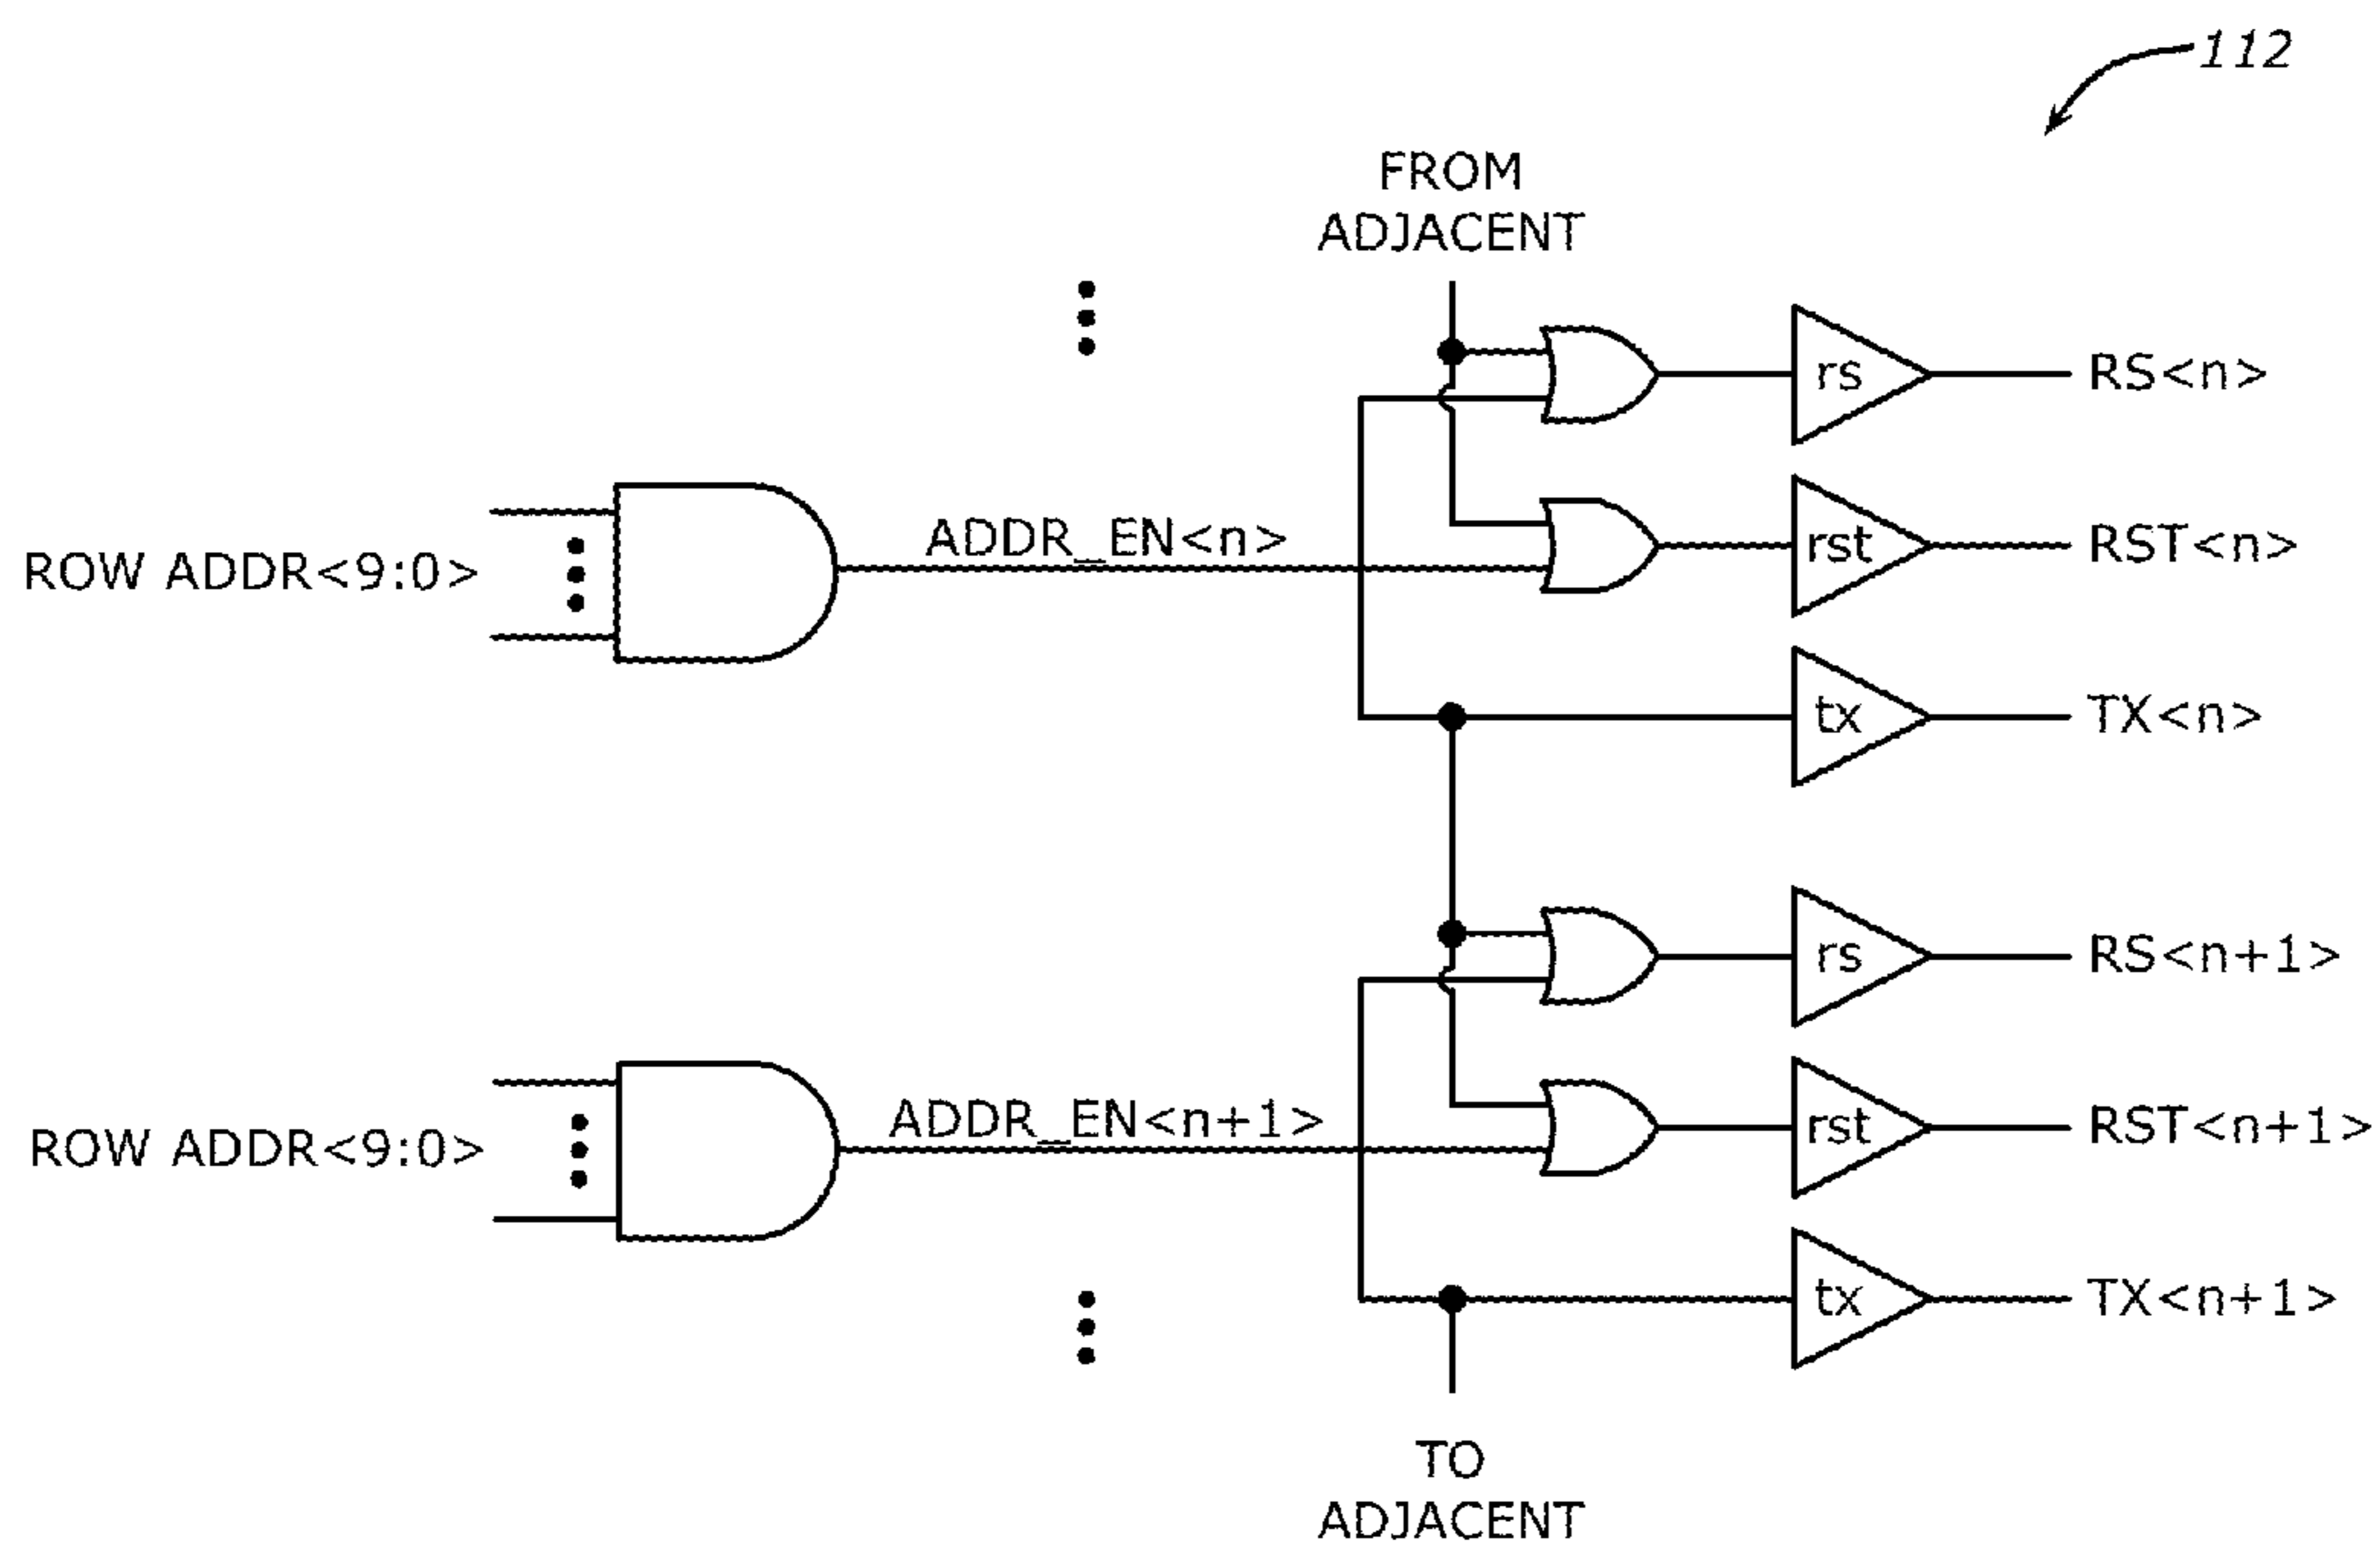 112
FROM
ADJACENT
rs
RS<n>
ROW ADDR<9:0>
ADDR_EN<n>
rst
RST<n>
tx
TX<n>
rs
RS<n+1>
ROW ADDR<9:0>
ADDR_EN<n+1>
rst
RST<n+1>
tx
TX<n+1>
TO
ADJACENT